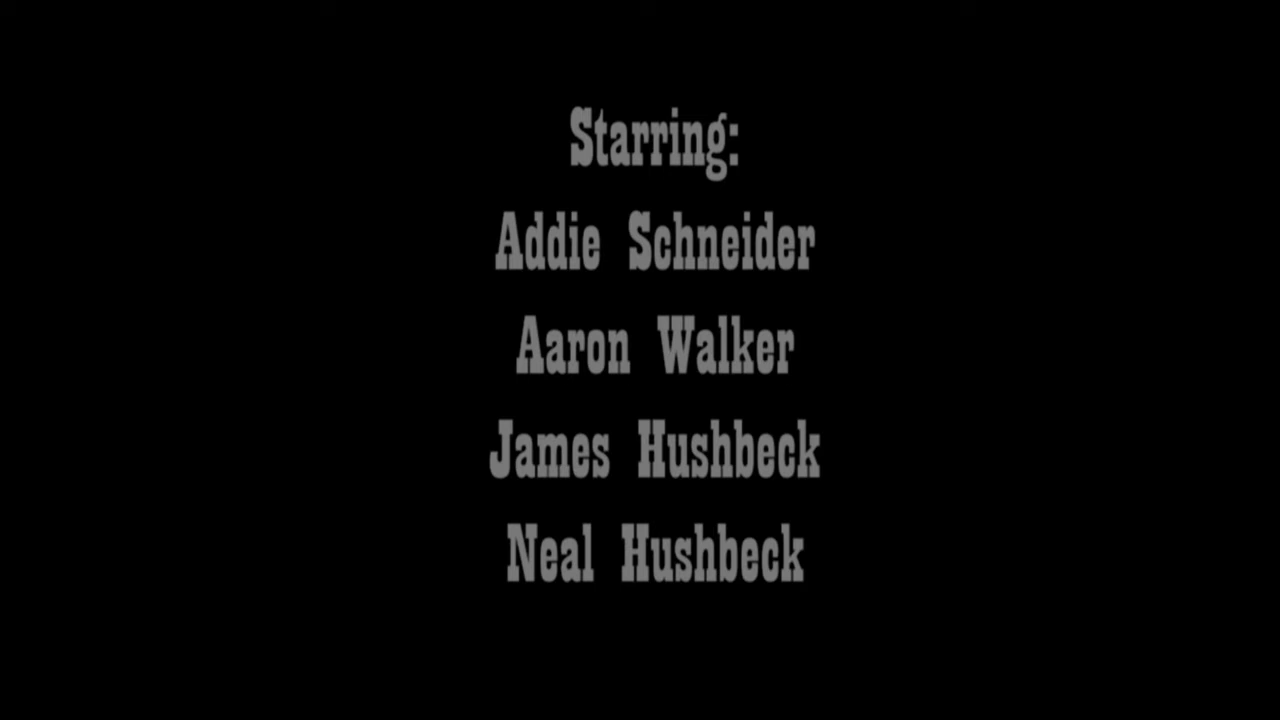 Starring:
Addie Schneider
Aaron Walker
James Hushbeck
Neal Hushbeck